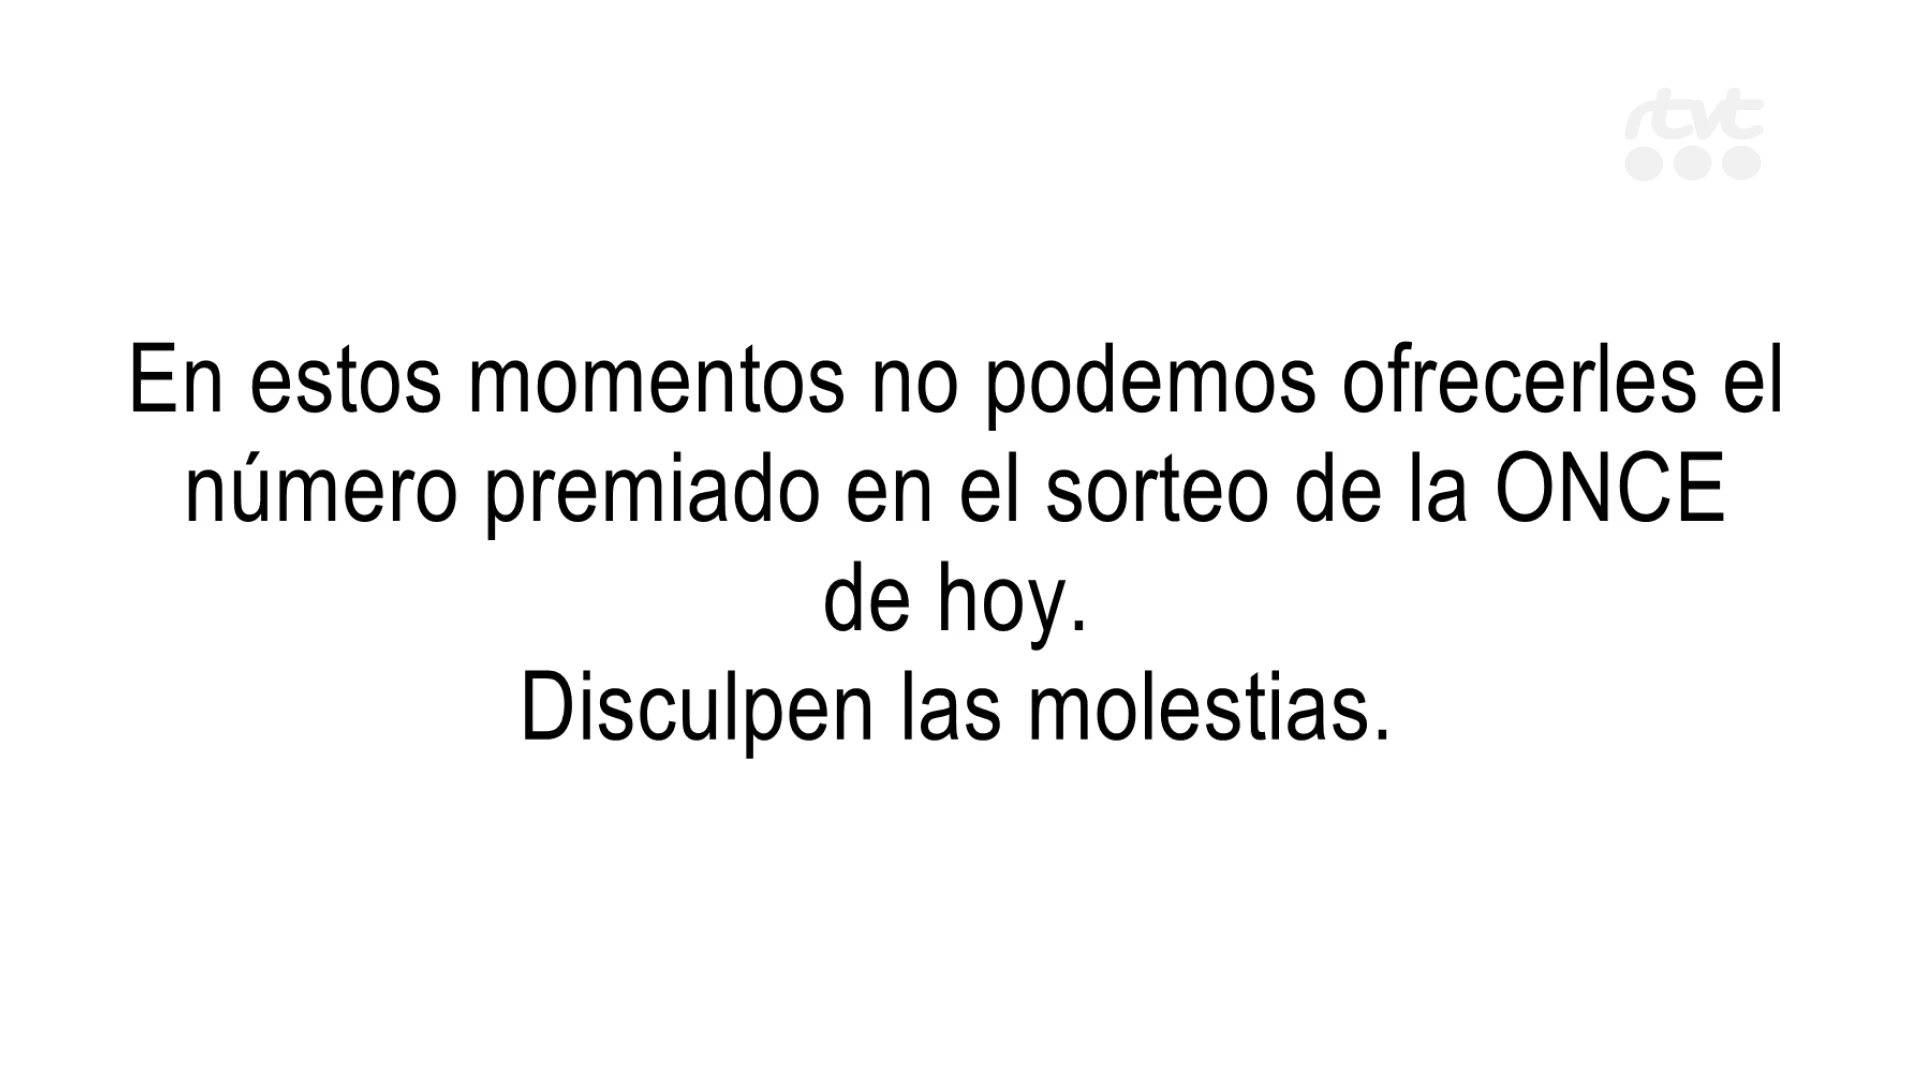 rtvt
En estos momentos no podemos ofrecerles el
número premiado en el sorteo de la ONCE
de hoy.
Disculpen las molestias.